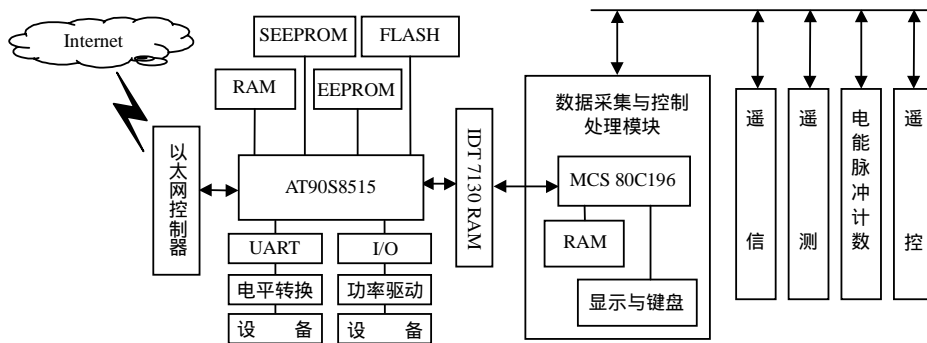 Internet
SEEPROM
FLASH
RAM
EEPROM
以太网控制器
AT90S8515
IDT 7130 RAM
UART
I/O
电平转换
功率驱动
设 备
设 备
数据采集与控制
处理模块
MCS 80C196
RAM
显示与键盘
遥信
遥测
电能脉冲计数
遥控